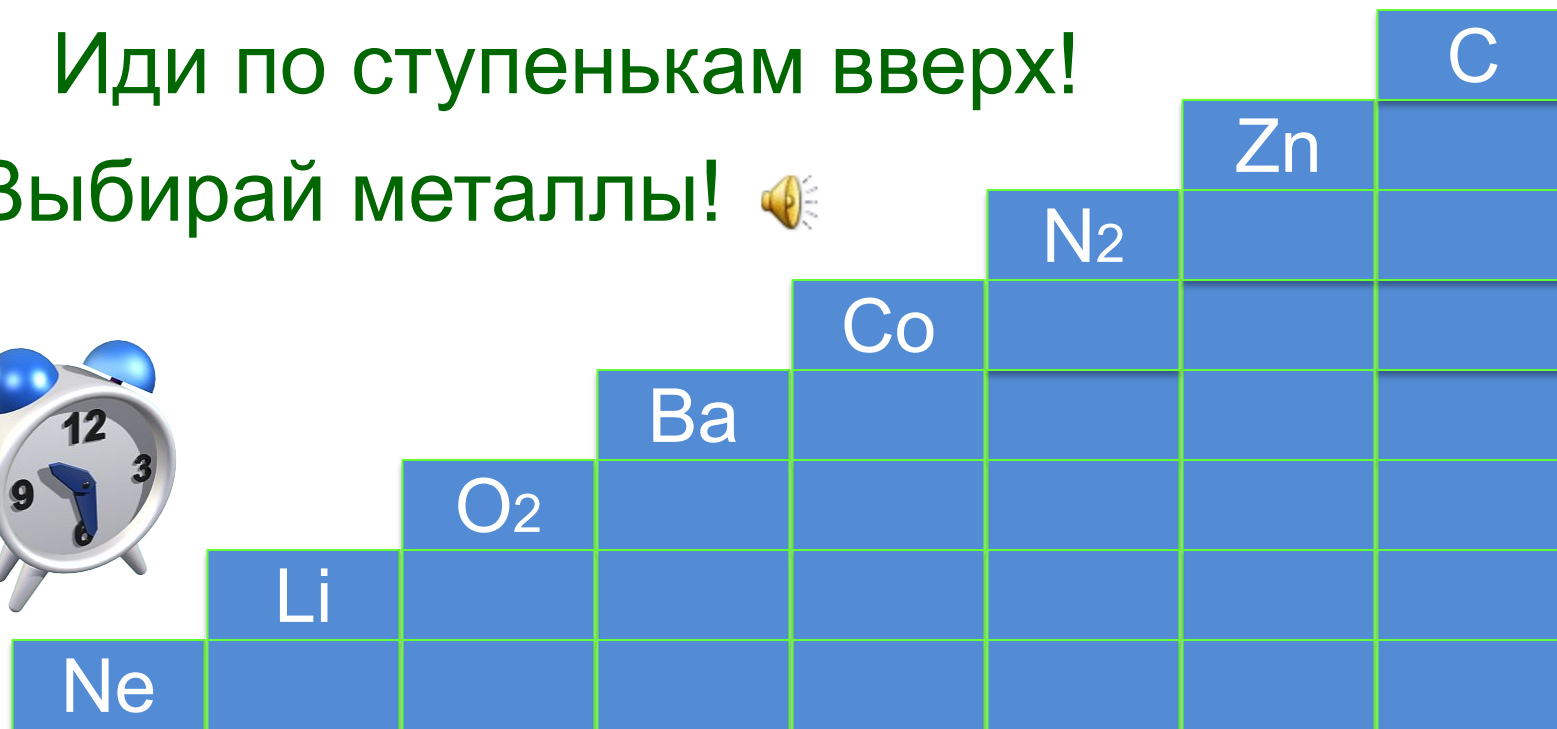 Иди по ступенькам вверх!
Выбирай металлы!
C
Zn
N2
Co
Ba
O2
Li
Ne
12
3
9
6